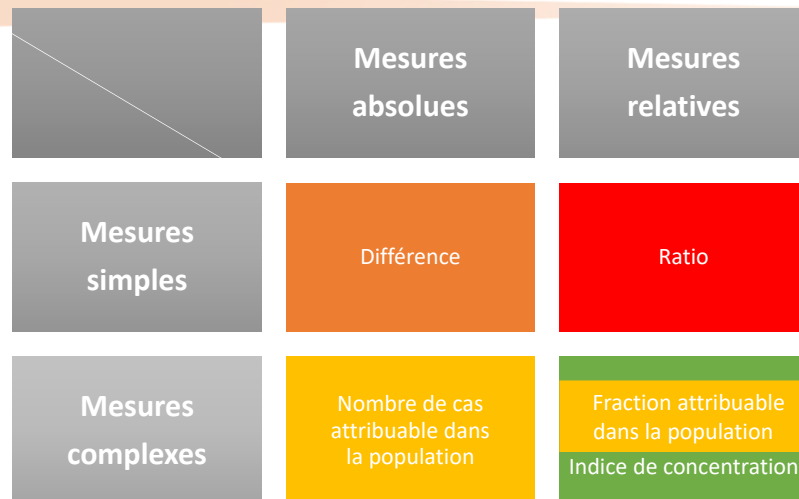 Mesures
absolues
Mesures
relatives
Mesures
simples
Différence
Ratio
Mesures
complexes
Nombre de cas
attribuable dans
la population
Fraction attribuable
dans la population
Indice de concentration